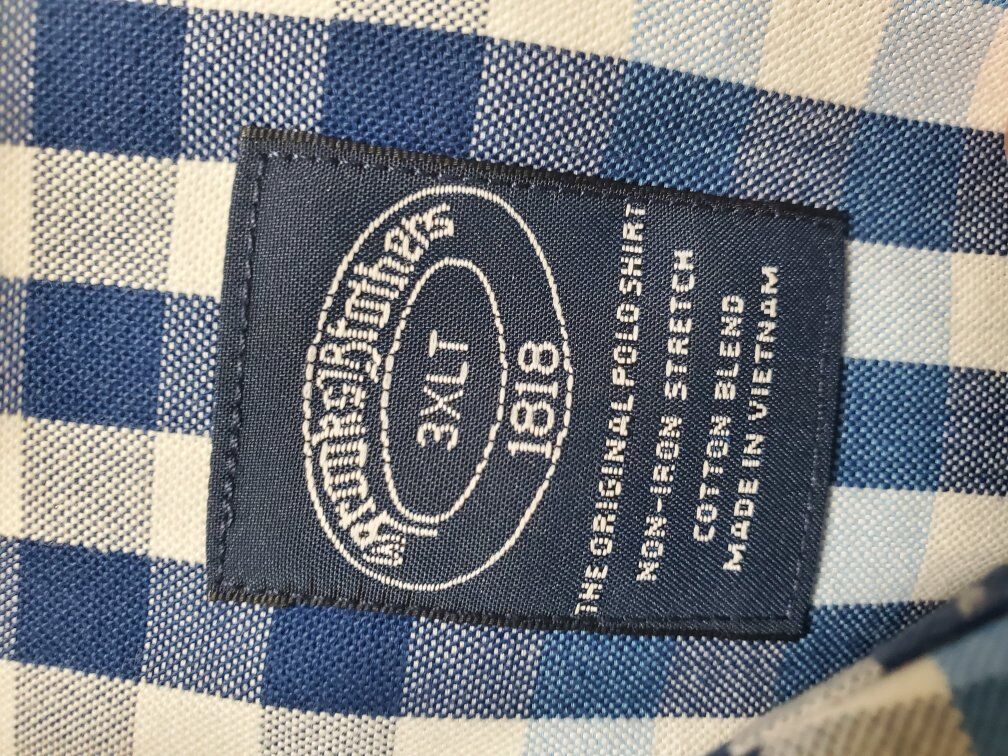 Brooks Brothers
3XLT
1818
THE ORIGINAL POLO SHIRT
NON-IRON STRETCH
COTTON BLEND
MADE IN VIETNAM